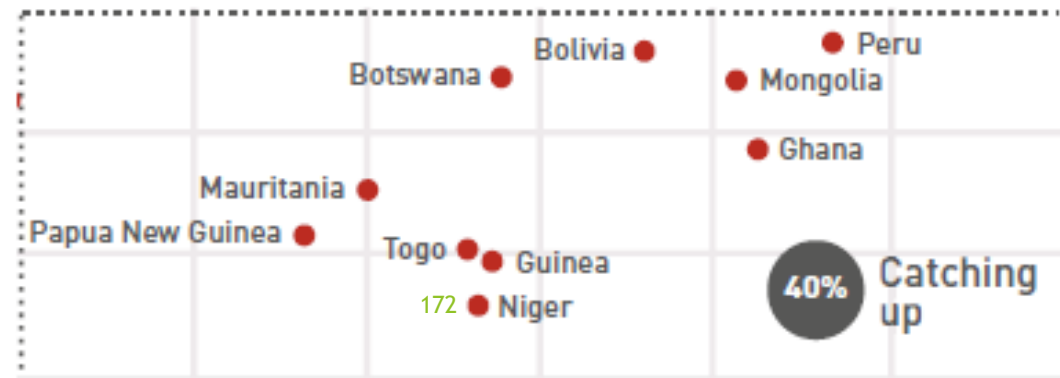 Peru
Bolivia
Botswana
Mongolia
Ghana
Mauritania
Papua New Guinea
Togo
Guinea
40%
Catching
up
172
Niger